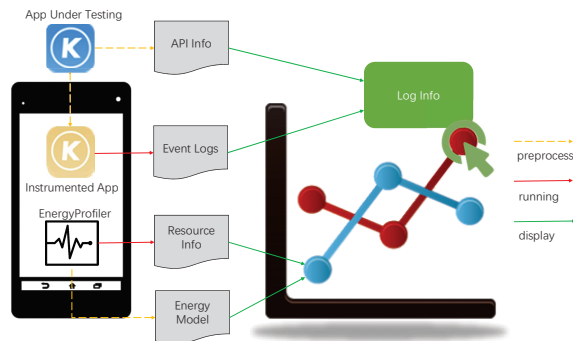 App Under Testing
K
API Info
Log Info
K
Event Logs
Instrumented App
EnergyProfiler
Resource
Info
Energy
Model
preprocess
running
display